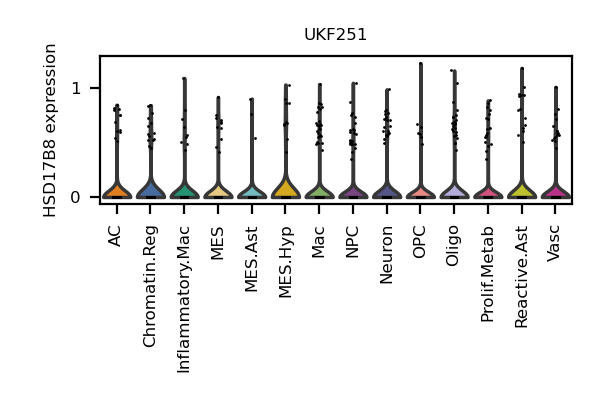 UKF251
HSD17B8 expression
1
0
AC
Chromatin.Reg
Inflammatory.Mac
MES
MES.Ast
MES.Hyp
Mac
NPC
Neuron
OPC
Oligo
Prolif.Metab
Reactive.Ast
Vasc